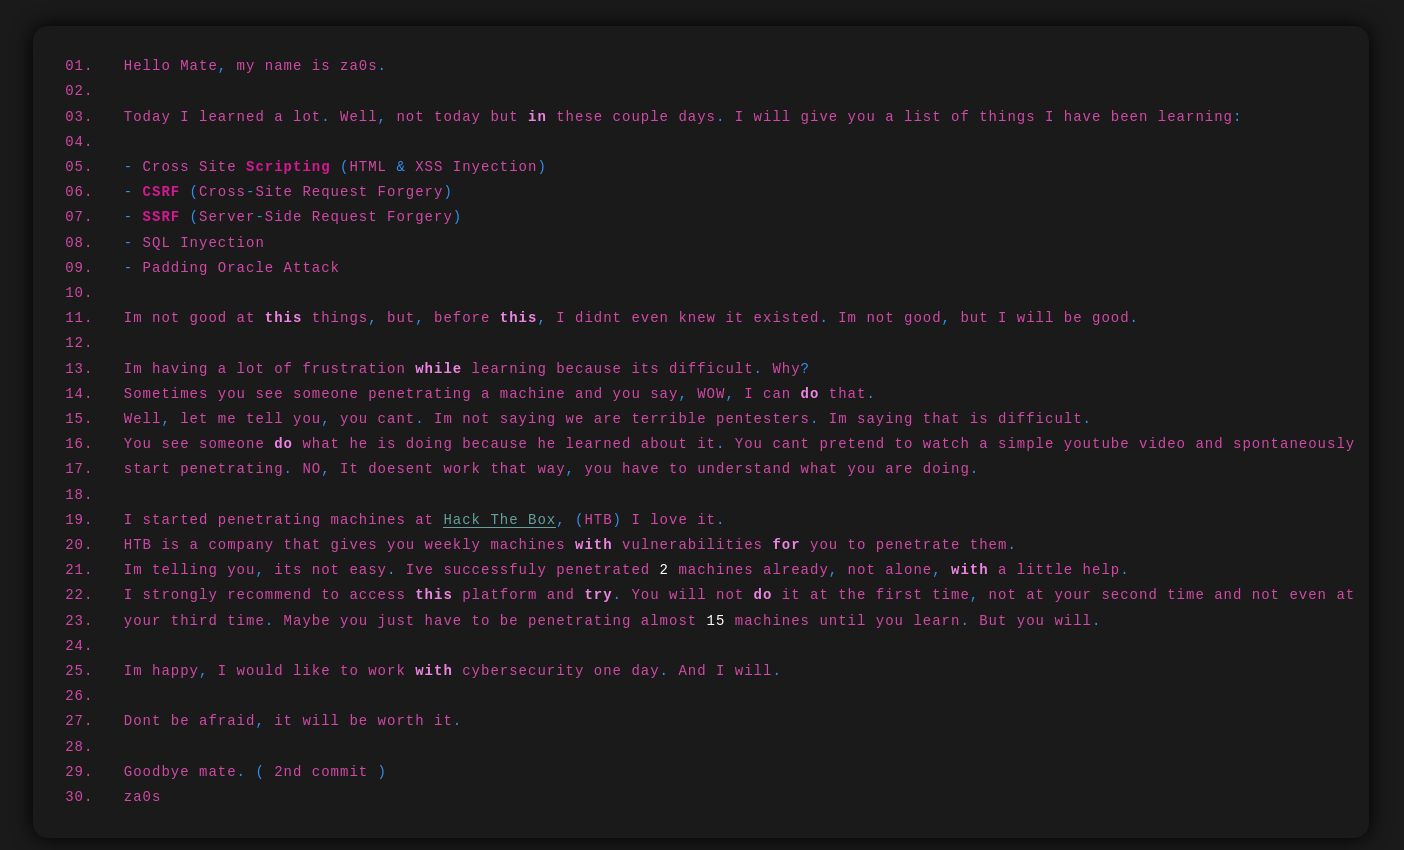 01. Hello Mate, my name is za0s.
02.
03. Today I learned a lot. Well, not today but in these couple days. I will give you a list of things I have been learning:
04.
05. - Cross Site Scripting (HTML & XSS Inyection)
06. - CSRF (Cross-Site Request Forgery)
07. - SSRF (Server-Side Request Forgery)
08. - SQL Inyection
09. - Padding Oracle Attack
10.
11. Im not good at this things, but, before this, I didnt even knew it existed. Im not good, but I will be good.
12.
13. Im having a lot of frustration while learning because its difficult. Why?
14. Sometimes you see someone penetrating a machine and you say, WOW, I can do that.
15. Well, let me tell you, you cant. Im not saying we are terrible pentesters. Im saying that is difficult.
16. You see someone do what he is doing because he learned about it. You cant pretend to watch a simple youtube video and spontaneously
17. start penetrating. NO, It doesent work that way, you have to understand what you are doing.
18.
19. I started penetrating machines at Hack The Box, (HTB) I love it.
20. HTB is a company that gives you weekly machines with vulnerabilities for you to penetrate them.
21. Im telling you, its not easy. Ive successfuly penetrated 2 machines already, not alone, with a little help.
22. I strongly recommend to access this platform and try. You will not do it at the first time, not at your second time and not even at
23. your third time. Maybe you just have to be penetrating almost 15 machines until you learn. But you will.
24.
25. Im happy, I would like to work with cybersecurity one day. And I will.
26.
27. Dont be afraid, it will be worth it.
28.
29. Goodbye mate. ( 2nd commit )
30. za0s